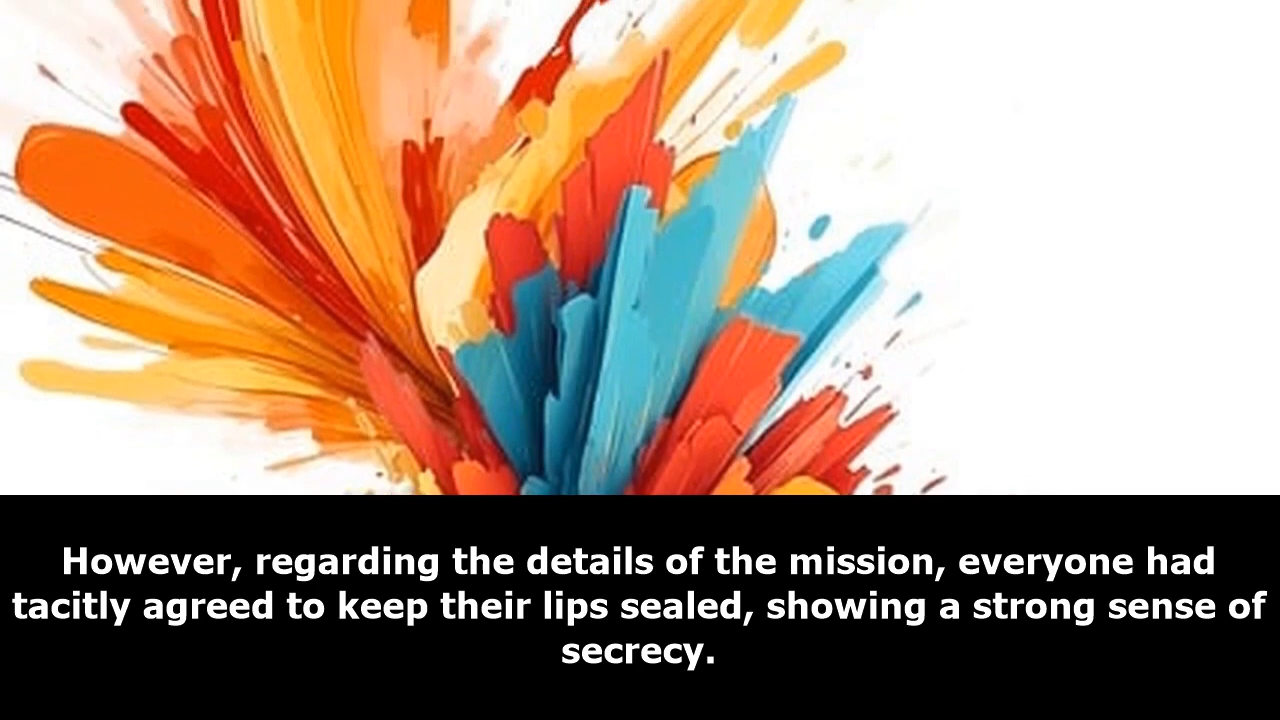 However, regarding the details of the mission, everyone had
tacitly agreed to keep their lips sealed, showing a strong sense of
secrecy.